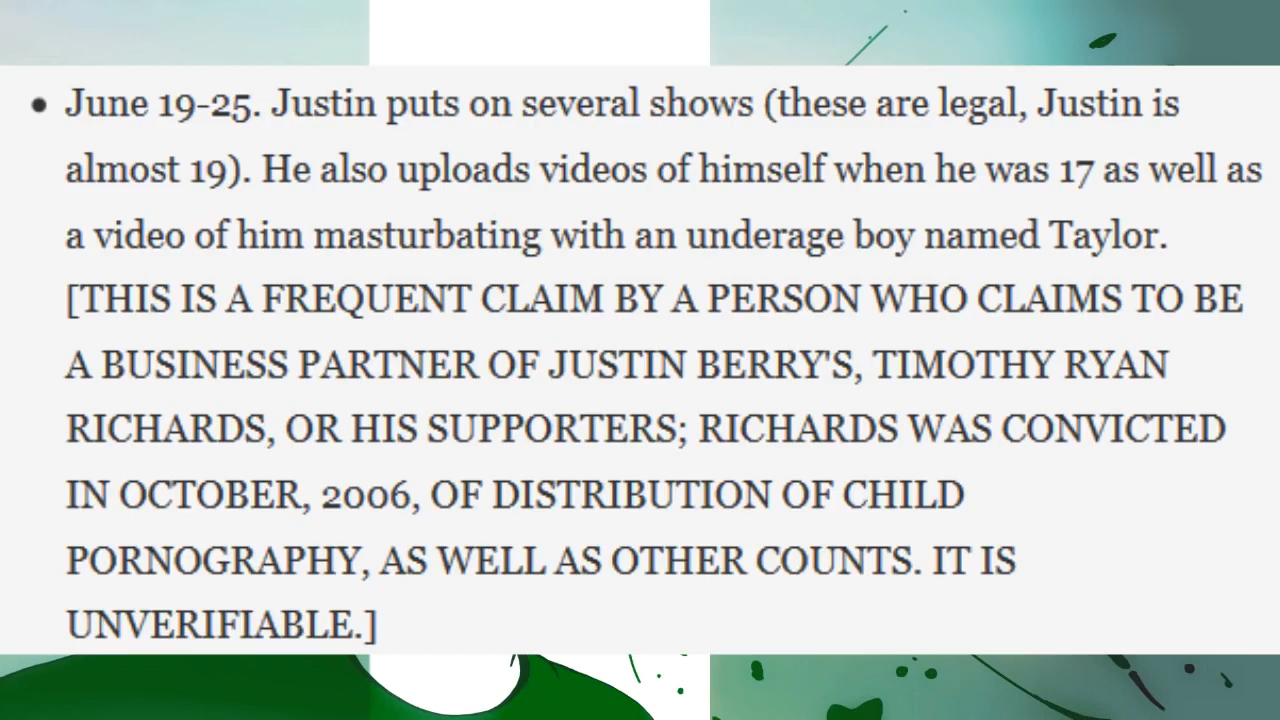 • June 19-25. Justin puts on several shows (these are legal, Justin is
almost 19). He also uploads videos of himself when he was 17 as well as
a video of him masturbating with an underage boy named Taylor.
[THIS IS A FREQUENT CLAIM BY A PERSON WHO CLAIMS TO BE
A BUSINESS PARTNER OF JUSTIN BERRY'S, TIMOTHY RYAN
RICHARDS, OR HIS SUPPORTERS; RICHARDS WAS CONVICTED
IN OCTOBER, 2006, OF DISTRIBUTION OF CHILD
PORNOGRAPHY, AS WELL AS OTHER COUNTS. IT IS
UNVERIFIABLE.]